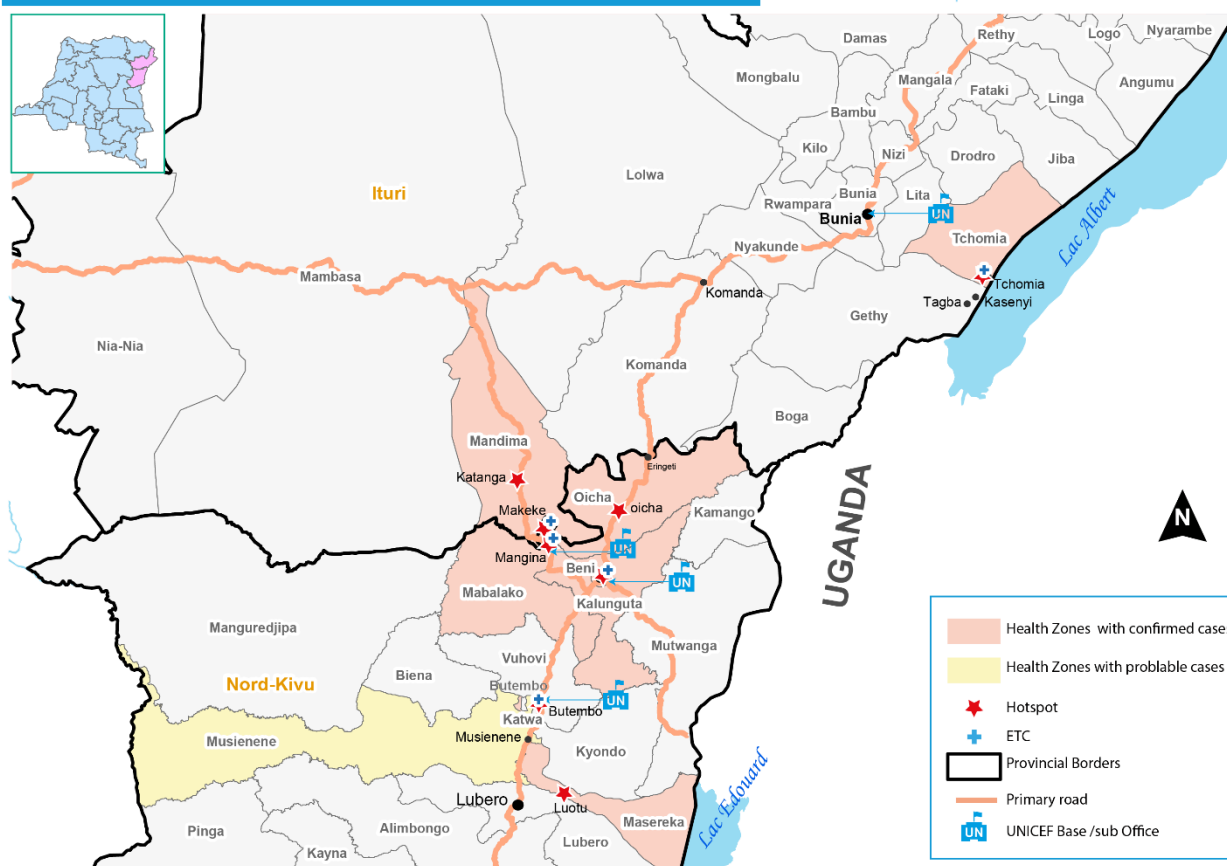 Damas
Rethy
Logo
Nyarambe
Mongbalu
Mangala
Angumu
Fataki
Linga
Bambu
Kilo
Nizi
Drodro
Jiba
Lolwa
Ituri
Bunia
Lita
Rwampara
Bunia
UN
Tchomia
Lac Albert
Nyakunde
Mambasa
Komanda
Tchomia
Tagba
Kasenyi
Gethy
Nia-Nia
Komanda
Boga
Mandima
Eringeti
Katanga
Oicha
oicha
Makeke
Kamango
UGANDA
N
Mangina
UN
Beni
UN
Mabalako
Kalunguta
Manguredjipa
Mutwanga
Vuhovi
Biena
Nord-Kivu
Butembo
UN
Butembo
Katwa
Musienene
Musienene
Kyondo
Lac Edouard
Lubero
Luotu
Masereka
Pinga
Alimbongo
Lubero
Kayna
Health Zones with confirmed cases
Health Zones with problable cases
Hotspot
ETC
Provincial Borders
Primary road
UN
UNICEF Base /sub Office